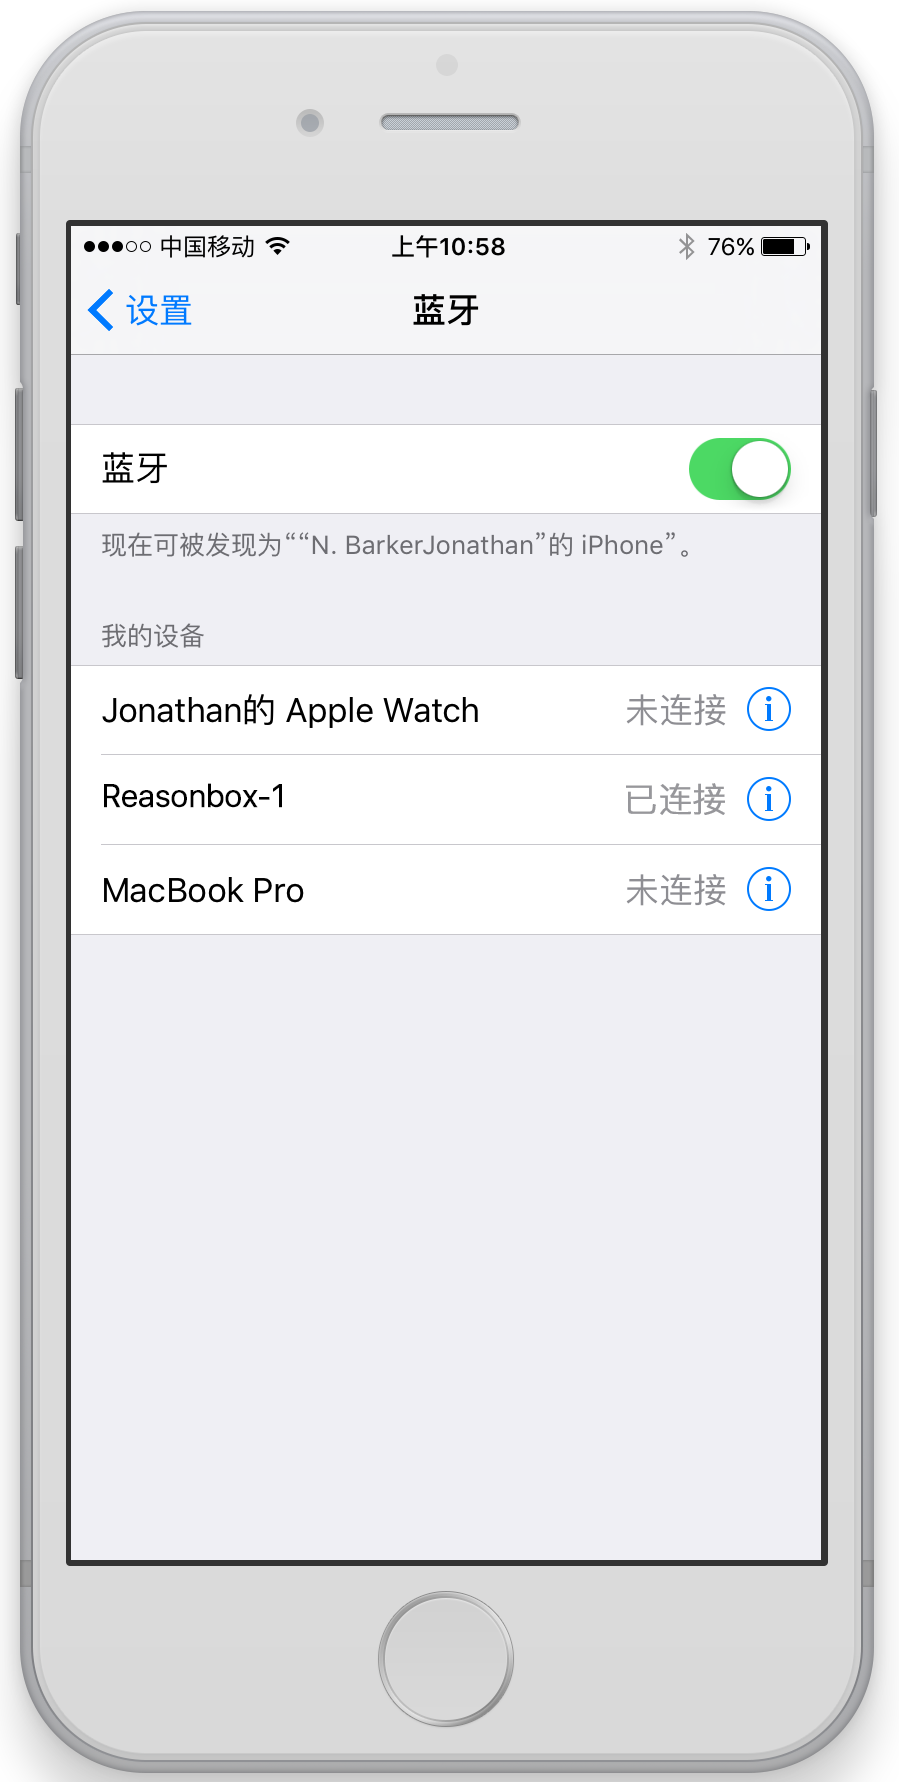 中国移动 上午10:58 76%
设置 蓝牙
蓝牙
现在可被发现为““N. BarkerJonathan”的 iPhone”。
我的设备
Jonathan的 Apple Watch 未连接
Reasonbox-1 已连接
MacBook Pro 未连接